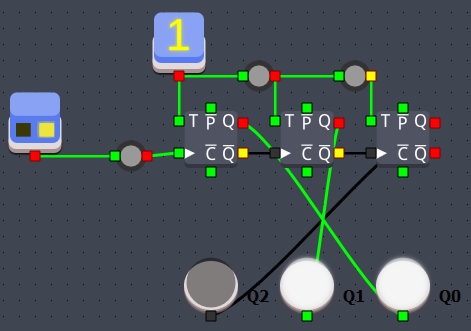 1
T P̅ Q T P̅ Q T P̅ Q
C̅ Q̅ C̅ Q̅ C̅ Q̅
Q2 Q1 Q0